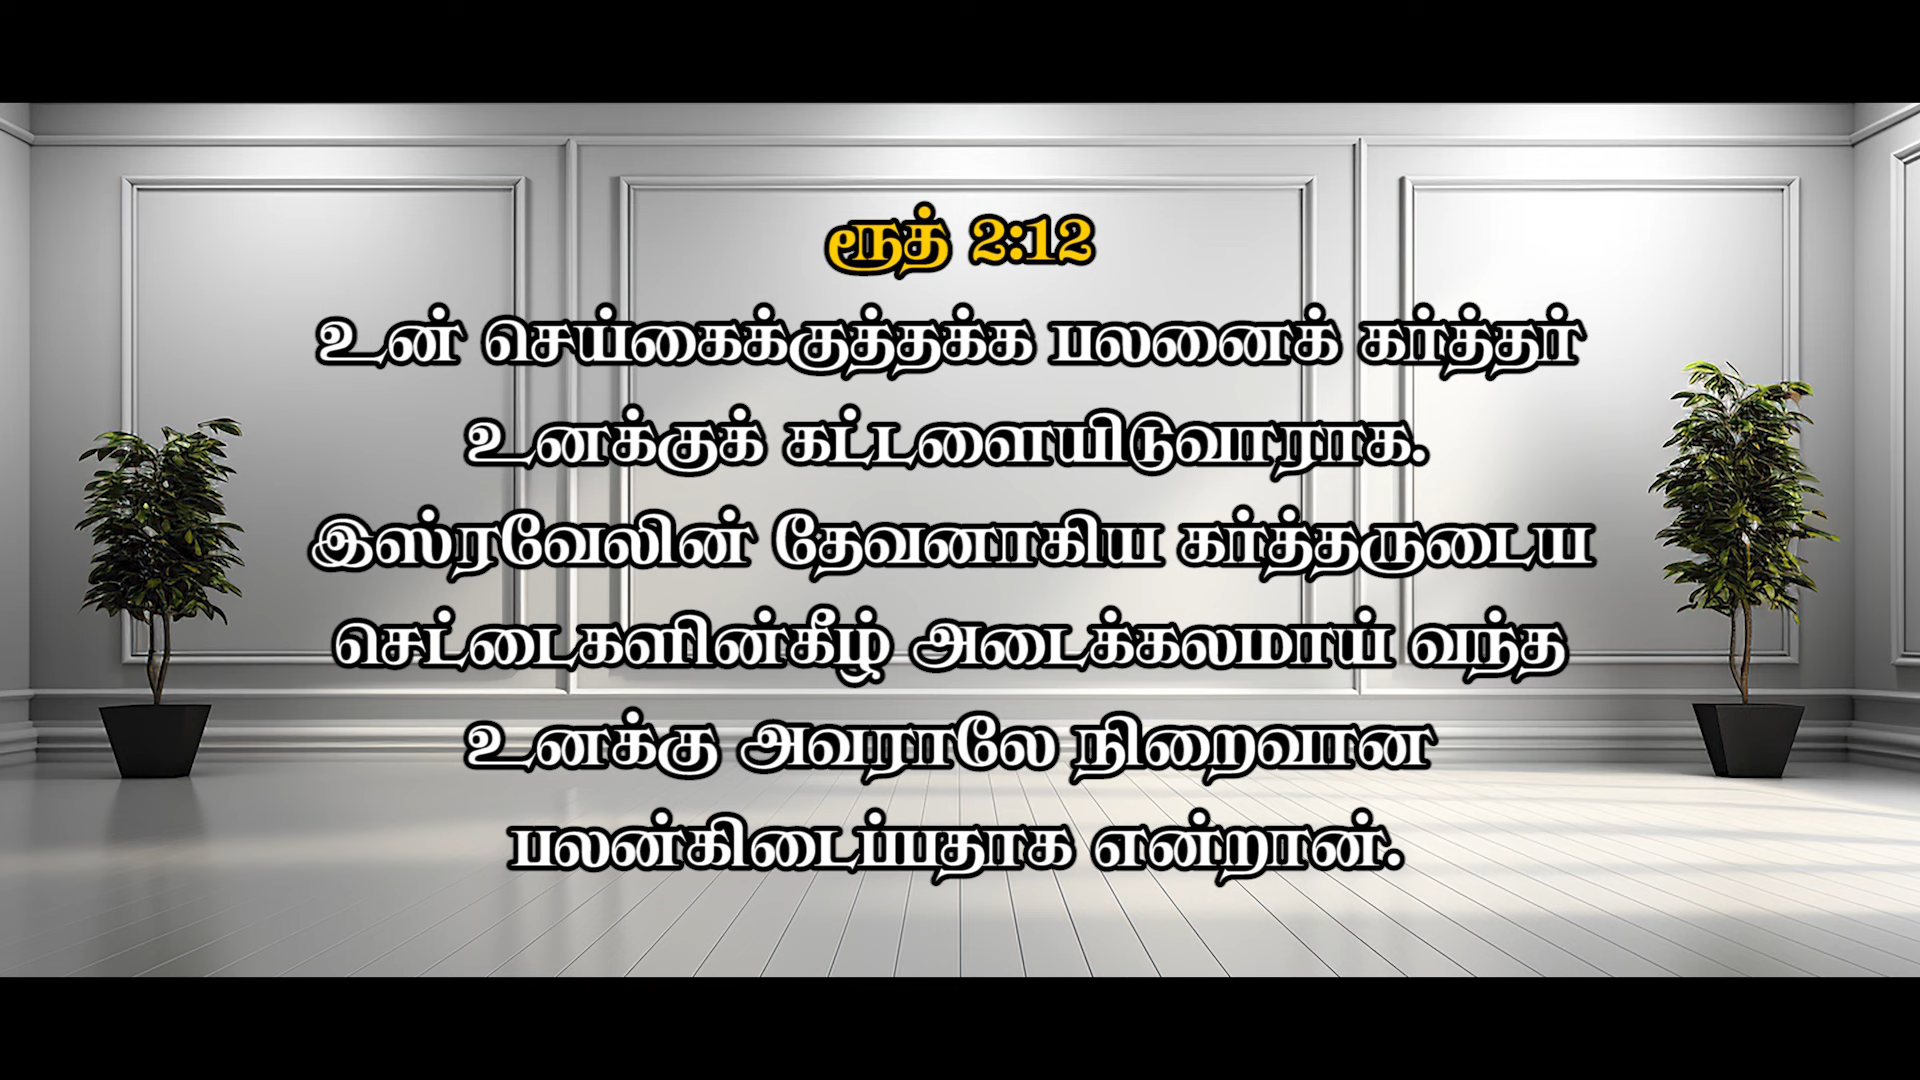 ரூத் 2:12
உன் செய்கைக்குத்தக்க பலனைக் கர்த்தர்
உனக்குக் கட்டளையிடுவாராக.
இஸ்ரவேலின் தேவனாகிய கர்த்தருடைய
செட்டைகளின்கீழ் அடைக்கலமாய் வந்த
உனக்கு அவராலே நிறைவான
பலன்கிடைப்பதாக என்றான்.